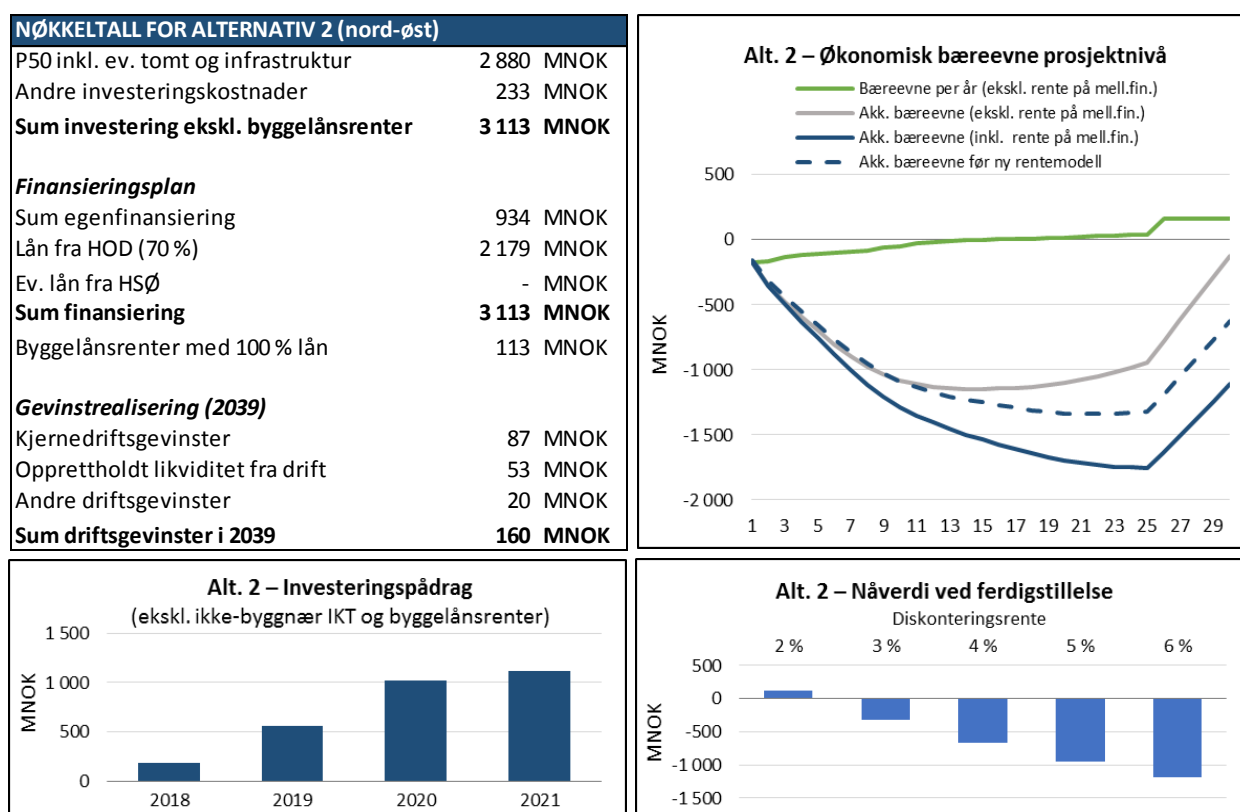 NØKKELTALL FOR ALTERNATIV 2 (nord-øst)
P50 inkl. ev. tomt og infrastruktur 2 880 MNOK
Andre investeringskostnader 233 MNOK
Sum investering ekskl. byggelånsrenter 3 113 MNOK
Finansieringsplan
Sum egenfinansiering 934 MNOK
Lån fra HOD (70 %) 2 179 MNOK
Ev. lån fra HSØ - MNOK
Sum finansiering 3 113 MNOK
Byggelånsrenter med 100 % lån 113 MNOK
Gevinstrealisering (2039)
Kjernedriftsgevinster 87 MNOK
Opprettholdt likviditet fra drift 53 MNOK
Andre driftsgevinster 20 MNOK
Sum driftsgevinster i 2039 160 MNOK
Alt. 2 – Økonomisk bæreevne prosjektnivå
Bæreevne per år (ekskl. rente på mell.fin.)
Akk. bæreevne (ekskl. rente på mell.fin.)
Akk. bæreevne (inkl. rente på mell.fin.)
Akk. bæreevne før ny rentemodell
MNOK
500
0
-500
-1 000
-1 500
-2 000
1 3 5 7 9 11 13 15 17 19 21 23 25 27 29
Alt. 2 – Investeringspådrag
(ekskl. ikke-byggnær IKT og byggelånsrenter)
MNOK
1 500
1 000
500
0
2018 2019 2020 2021
Alt. 2 – Nåverdi ved ferdigstillelse
Diskonteringsrente
2 % 3 % 4 % 5 % 6 %
MNOK
500
0
-500
-1 000
-1 500